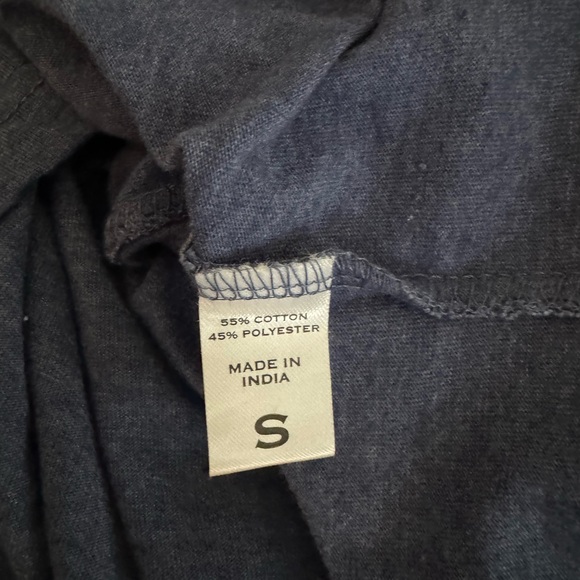 55% COTTON
45% POLYESTER
MADE IN
INDIA
S